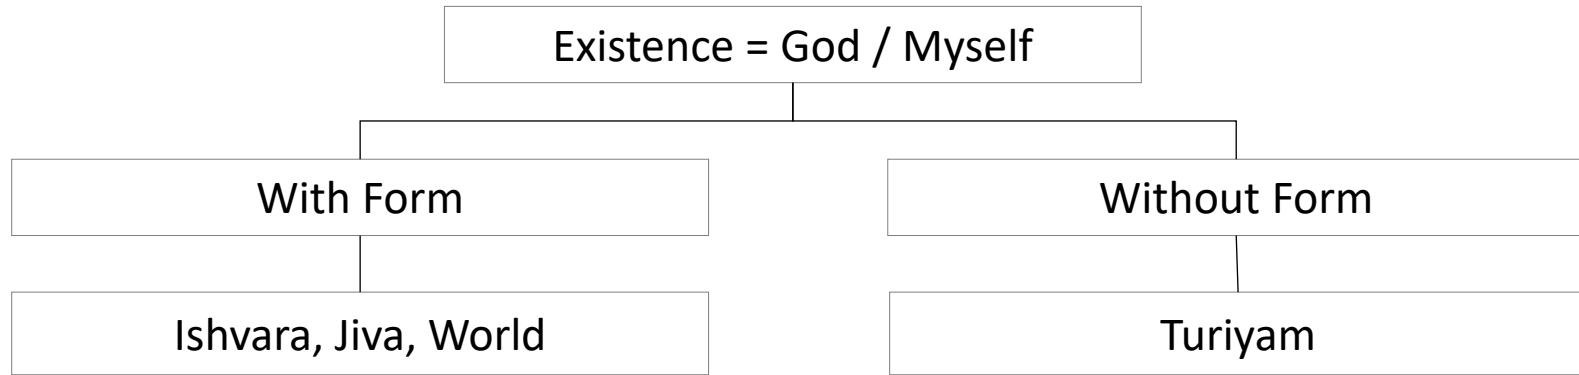 Existence = God / Myself
With Form
Without Form
Ishvara, Jiva, World
Turiyam